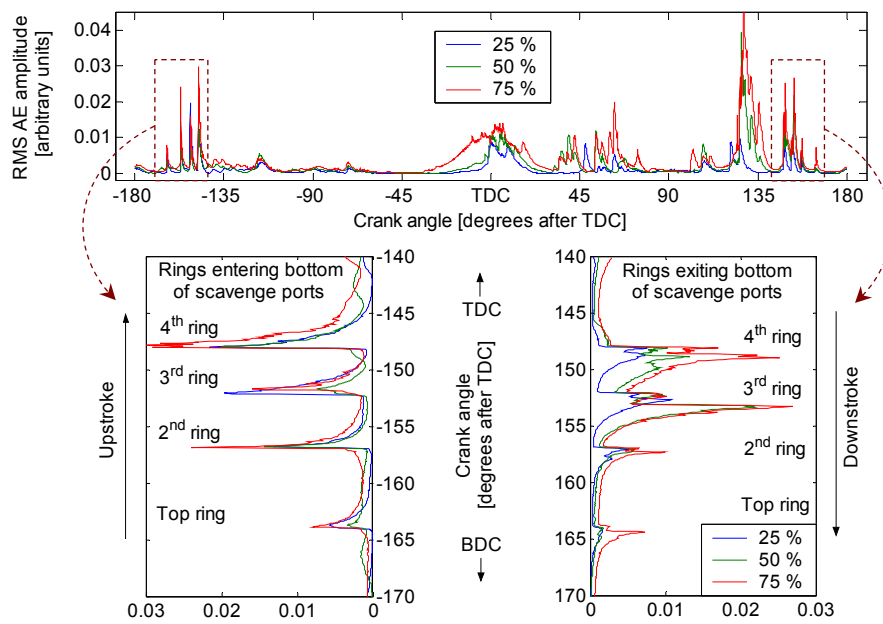 RMS AE amplitude
[arbitrary units]
0.04
0.03
0.02
0.01
0
25 %
50 %
75 %
-180
-135
-90
-45
TDC
45
90
135
180
Crank angle [degrees after TDC]
Rings entering bottom
of scavenge ports
4th ring
3rd ring
2nd ring
Top ring
Upstroke
-140
-145
-150
-155
-160
-165
-170
0.03
0.02
0.01
0
TDC
Crank angle
[degrees after TDC]
BDC
Rings exiting bottom
of scavenge ports
4th ring
3rd ring
2nd ring
Top ring
25 %
50 %
75 %
Downstroke
140
145
150
155
160
165
170
0
0.01
0.02
0.03